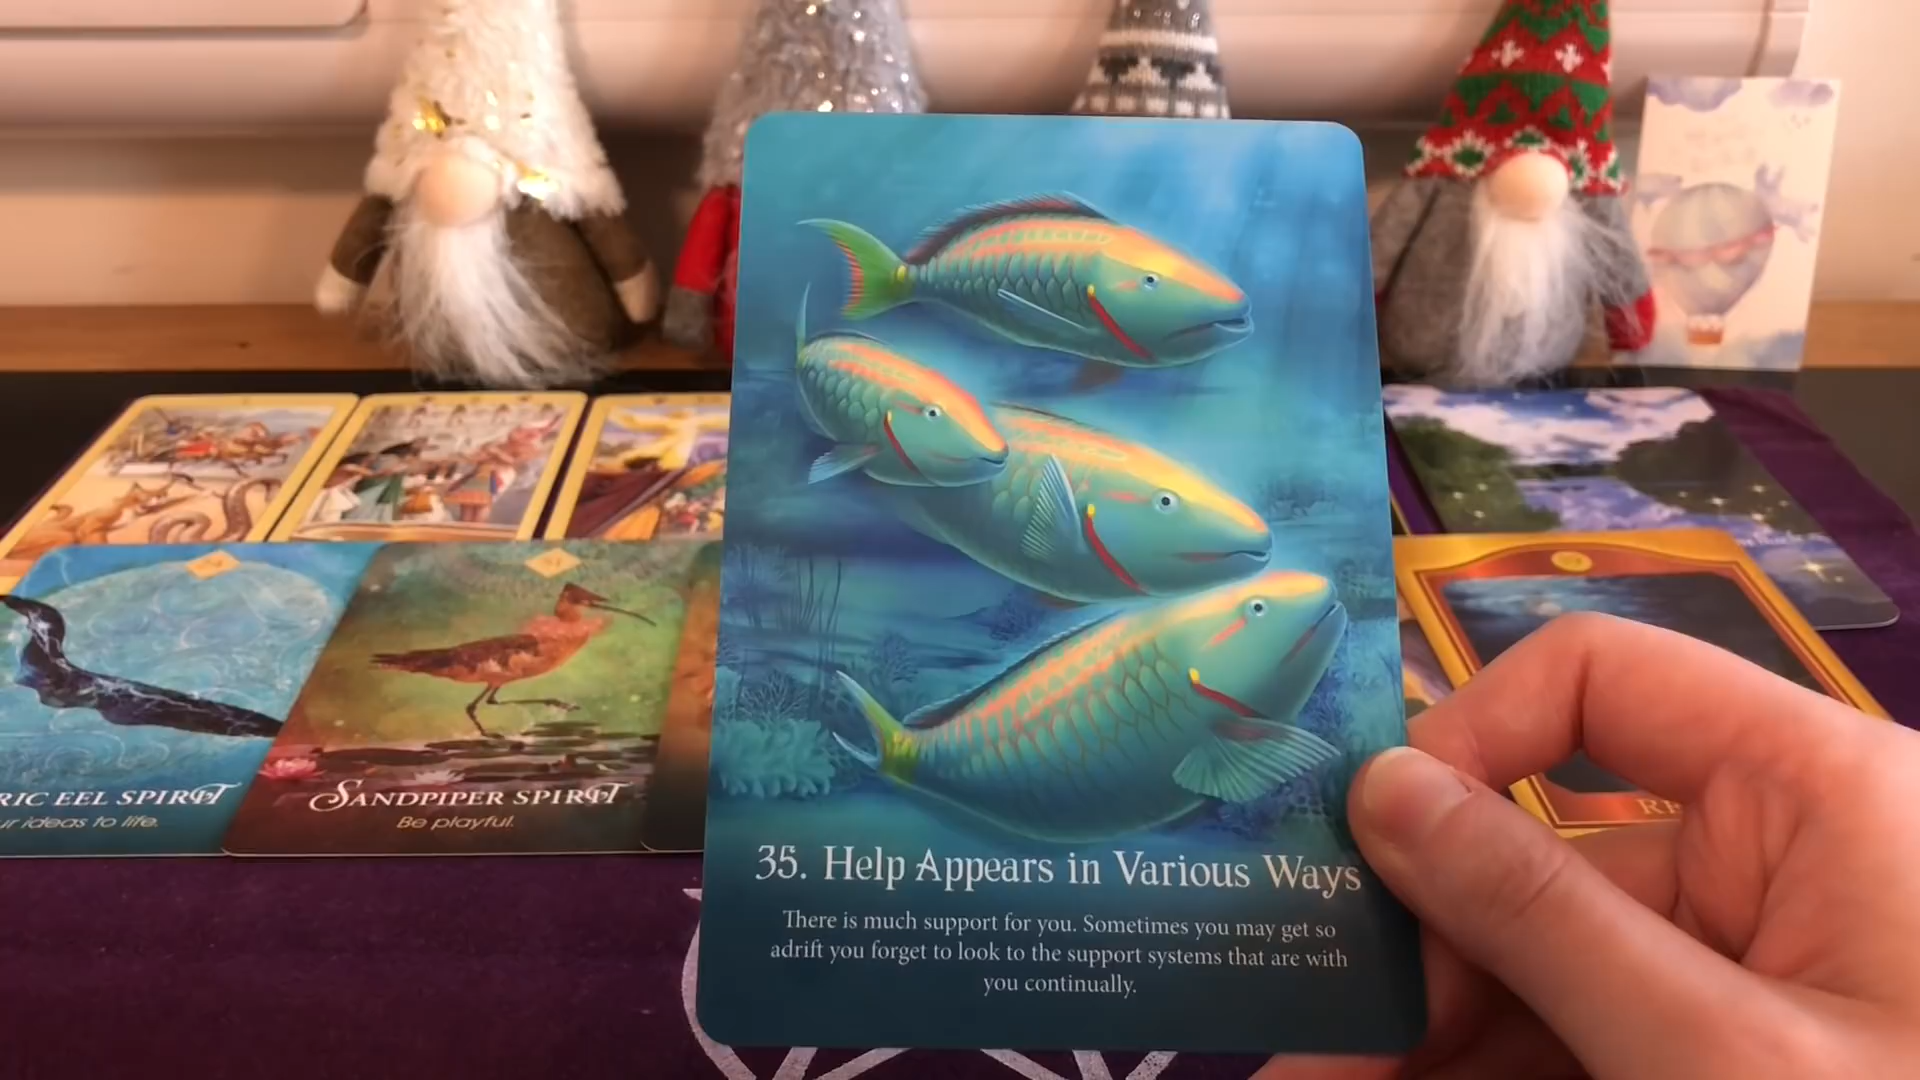 RIC EEL SPIRIT
ur ideas to life.
SANDPIPER SPIRIT
Be playful.
35. Help Appears in Various Ways
There is much support for you. Sometimes you may get so
adrift you forget to look to the support systems that are with
you continually.